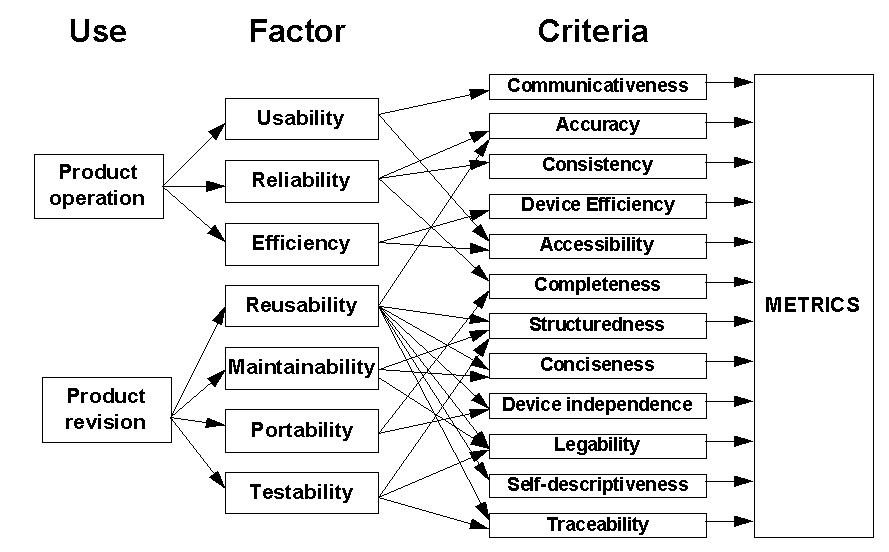 Use
Factor
Criteria
Product
operation
Product
revision
Usability
Reliability
Efficiency
Reusability
Maintainability
Portability
Testability
Communicativeness
Accuracy
Consistency
Device Efficiency
Accessibility
Completeness
Structuredness
Conciseness
Device independence
Legability
Self-descriptiveness
Traceability
METRICS